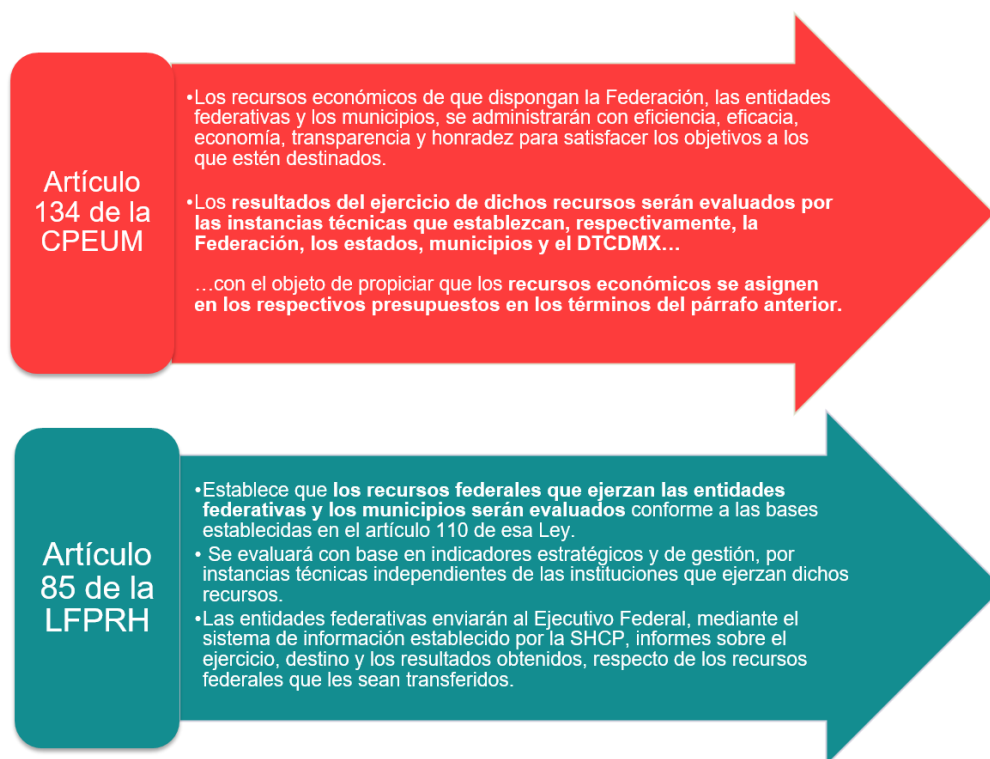 Artículo
134 de la
CPEUM
•Los recursos económicos de que dispongan la Federación, las entidades
federativas y los municipios, se administrarán con eficiencia, eficacia,
economía, transparencia y honradez para satisfacer los objetivos a los
que estén destinados.
•Los resultados del ejercicio de dichos recursos serán evaluados por
las instancias técnicas que establezcan, respectivamente, la
Federación, los estados, municipios y el DTCDMX…
…con el objeto de propiciar que los recursos económicos se asignen
en los respectivos presupuestos en los términos del párrafo anterior.
Artículo
85 de la
LFPRH
•Establece que los recursos federales que ejerzan las entidades
federativas y los municipios serán evaluados conforme a las bases
establecidas en el artículo 110 de esa Ley.
• Se evaluará con base en indicadores estratégicos y de gestión, por
instancias técnicas independientes de las instituciones que ejerzan dichos
recursos.
•Las entidades federativas enviarán al Ejecutivo Federal, mediante el
sistema de información establecido por la SHCP, informes sobre el
ejercicio, destino y los resultados obtenidos, respecto de los recursos
federales que les sean transferidos.